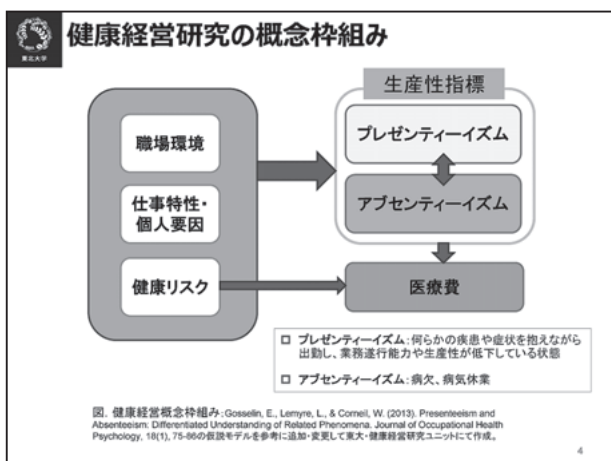 東北大学
健康経営研究の概念枠組み
職場環境
仕事特性・
個人要因
健康リスク
生産性指標
プレゼンティーイズム
アブセンティーイズム
医療費
□ プレゼンティーイズム：何らかの疾患や症状を抱えながら
出勤し、業務遂行能力や生産性が低下している状態
□ アブセンティーイズム：病欠、病気休業
図. 健康経営概念枠組み：Gosselin, E., Lemyre, L., & Corneil, W. (2013). Presenteeism and
Absenteeism: Differentiated Understanding of Related Phenomena. Journal of Occupational Health
Psychology, 18(1), 75-86の仮説モデルを参考に追加・変更して東大・健康経営研究ユニットにて作成。
4